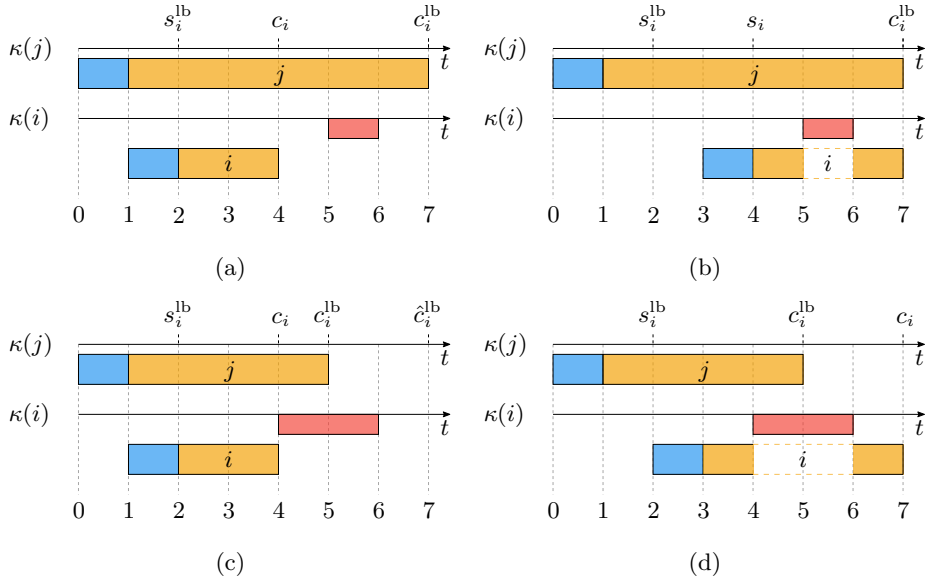 s_i^lb c_i c_i^lb
κ(j)
t
j
κ(i)
t
i
0 1 2 3 4 5 6 7
(a)
s_i^lb s_i c_i^lb
κ(j)
t
j
κ(i)
t
i
0 1 2 3 4 5 6 7
(b)
s_i^lb c_i c_i^lb ĉ_i^lb
κ(j)
t
j
κ(i)
t
i
0 1 2 3 4 5 6 7
(c)
s_i^lb c_i^lb c_i
κ(j)
t
j
κ(i)
t
i
0 1 2 3 4 5 6 7
(d)